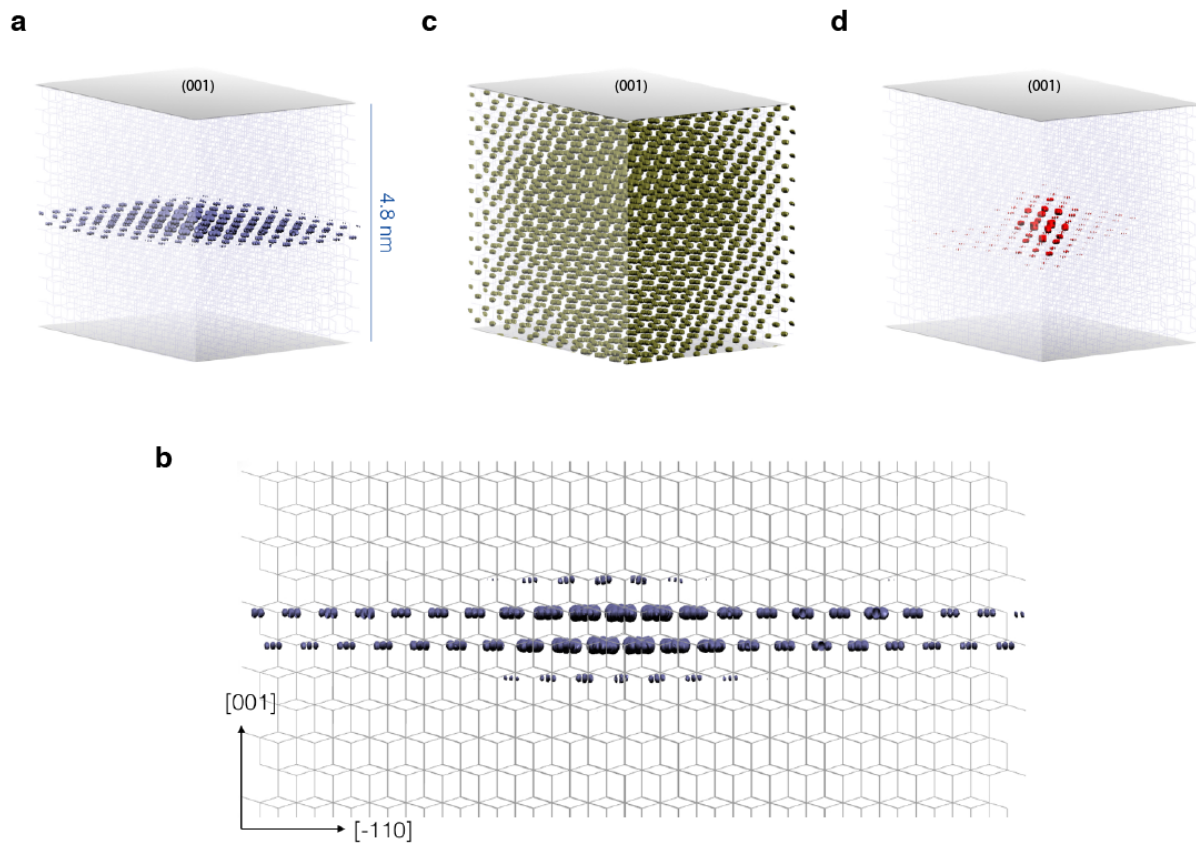 a
c
d
(001)
(001)
(001)
4.8 nm
b
[001]
[-110]